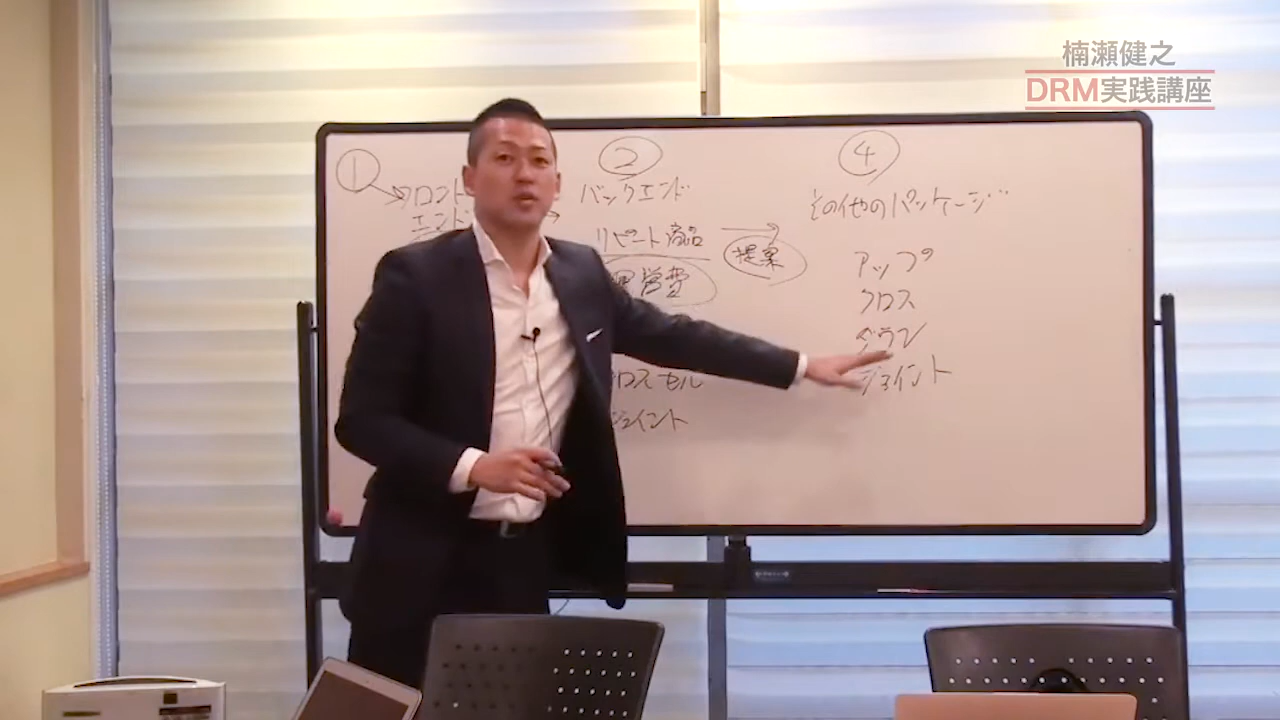 楠瀬健之
DRM実践講座
①
フロント
エンド
②
バックエンド
リピート商品
運営費
提案
クロスセル
ジョイント
④
その他のパッケージ…
アップ
クロス
ダウン
ジョイント